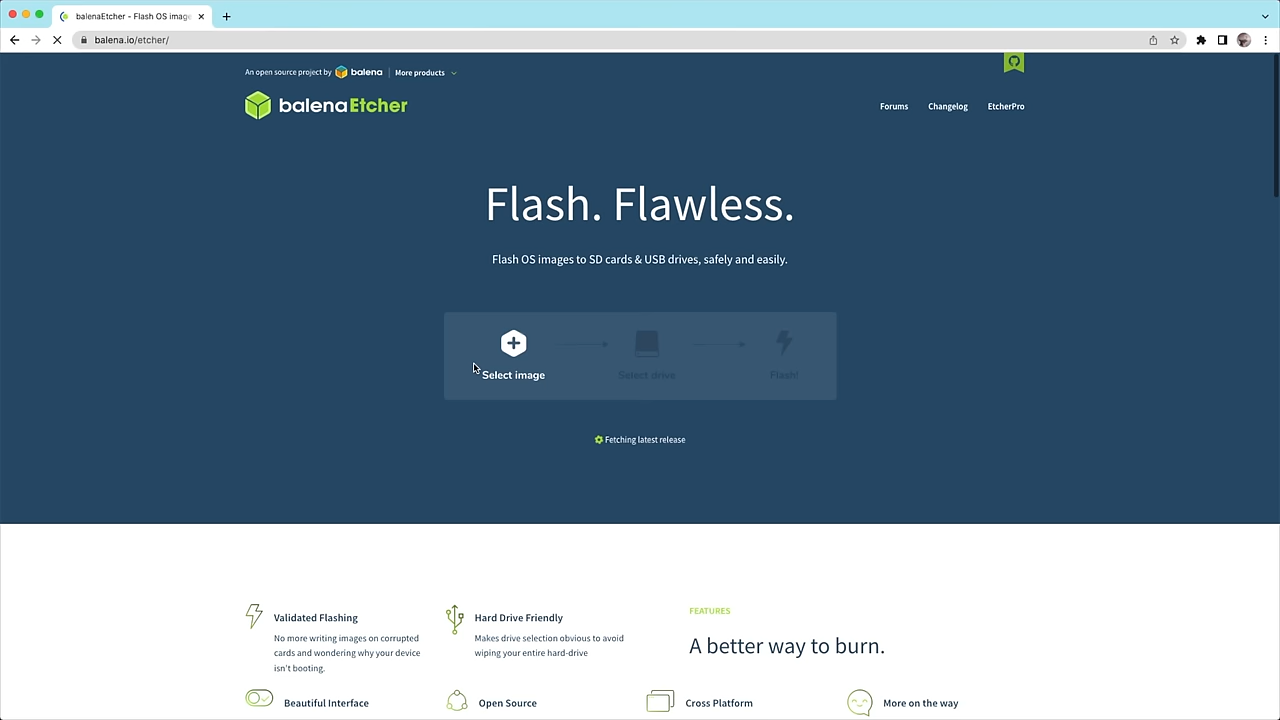 balenaEtcher - Flash OS image
balena.io/etcher/
An open source project by balena More products
balenaEtcher
Forums Changelog EtcherPro
Flash. Flawless.
Flash OS images to SD cards & USB drives, safely and easily.
Select image Select drive Flash!
Fetching latest release
Validated Flashing
No more writing images on corrupted
cards and wondering why your device
isn't booting.
Hard Drive Friendly
Makes drive selection obvious to avoid
wiping your entire hard-drive
FEATURES
A better way to burn.
Beautiful Interface
Open Source
Cross Platform
More on the way